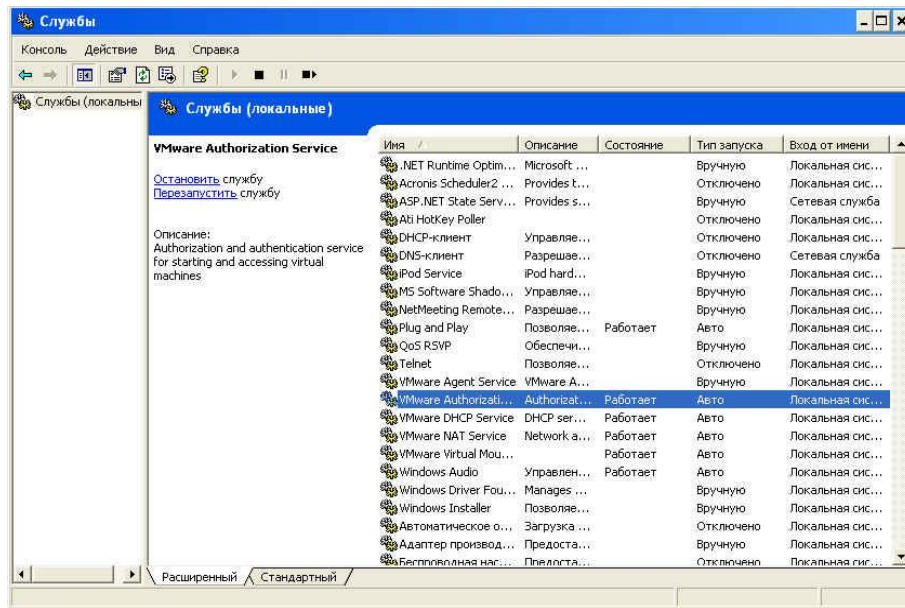 Службы
Консоль Действие Вид Справка
Службы (локальны
Службы (локальные)
VMware Authorization Service
Остановить службу
Перезапустить службу
Описание:
Authorization and authentication service
for starting and accessing virtual
machines
Имя Описание Состояние Тип запуска Вход от имени
.NET Runtime Optim... Microsoft ... Вручную Локальная сис...
Acronis Scheduler2 ... Provides t... Отключено Локальная сис...
ASP.NET State Serv... Provides s... Вручную Сетевая служба
Ati HotKey Poller Отключено Локальная сис...
DHCP-клиент Управляе... Отключено Локальная сис...
DNS-клиент Разрешае... Отключено Сетевая служба
iPod Service iPod hard... Вручную Локальная сис...
MS Software Shado... Управляе... Вручную Локальная сис...
NetMeeting Remote... Разрешае... Вручную Локальная сис...
Plug and Play Позволяе... Работает Авто Локальная сис...
QoS RSVP Обеспечи... Вручную Локальная сис...
Telnet Позволяе... Отключено Локальная сис...
VMware Agent Service VMware A... Вручную Локальная сис...
VMware Authorizati... Authorizat... Работает Авто Локальная сис...
VMware DHCP Service DHCP ser... Работает Авто Локальная сис...
VMware NAT Service Network a... Работает Авто Локальная сис...
VMware Virtual Mou... Работает Авто Локальная сис...
Windows Audio Управлен... Работает Авто Локальная сис...
Windows Driver Fou... Manages ... Вручную Локальная сис...
Windows Installer Позволяе... Вручную Локальная сис...
Автоматическое о... Загрузка ... Отключено Локальная сис...
Адаптер производ... Предоста... Вручную Локальная сис...
Беспроводная нас... Предоста... Отключено Локальная сис...
Расширенный Стандартный